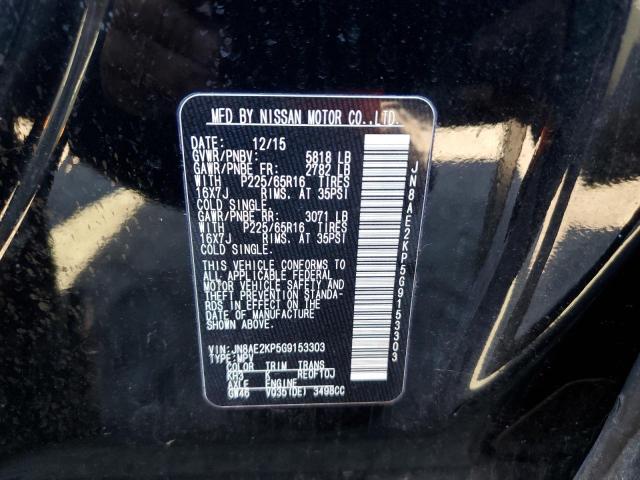 MFD BY NISSAN MOTOR CO.,LTD.
DATE: 12/15
GVWR/PNBV: 5818 LB
GAWR/PNBE FR: 2782 LB
WITH P225/65R16 TIRES
16X7J RIMS. AT 35PSI
COLD SINGLE.
GAWR/PNBE RR: 3071 LB
WITH P225/65R16 TIRES
16X7J RIMS. AT 35PSI
COLD SINGLE.
THIS VEHICLE CONFORMS TO
ALL APPLICABLE FEDERAL
MOTOR VEHICLE SAFETY AND
THEFT PREVENTION STANDA-
RDS IN EFFECT ON THE
DATE OF MANUFACTURE
SHOWN ABOVE.
VIN: JN8AE2KP5G9153303
TYPE:MPV
COLOR TRIM TRANS
KH3 K RE0F10J
AXLE ENGINE
GW46 VQ35(DE) 3498CC
JN8AE2KP5G9153303